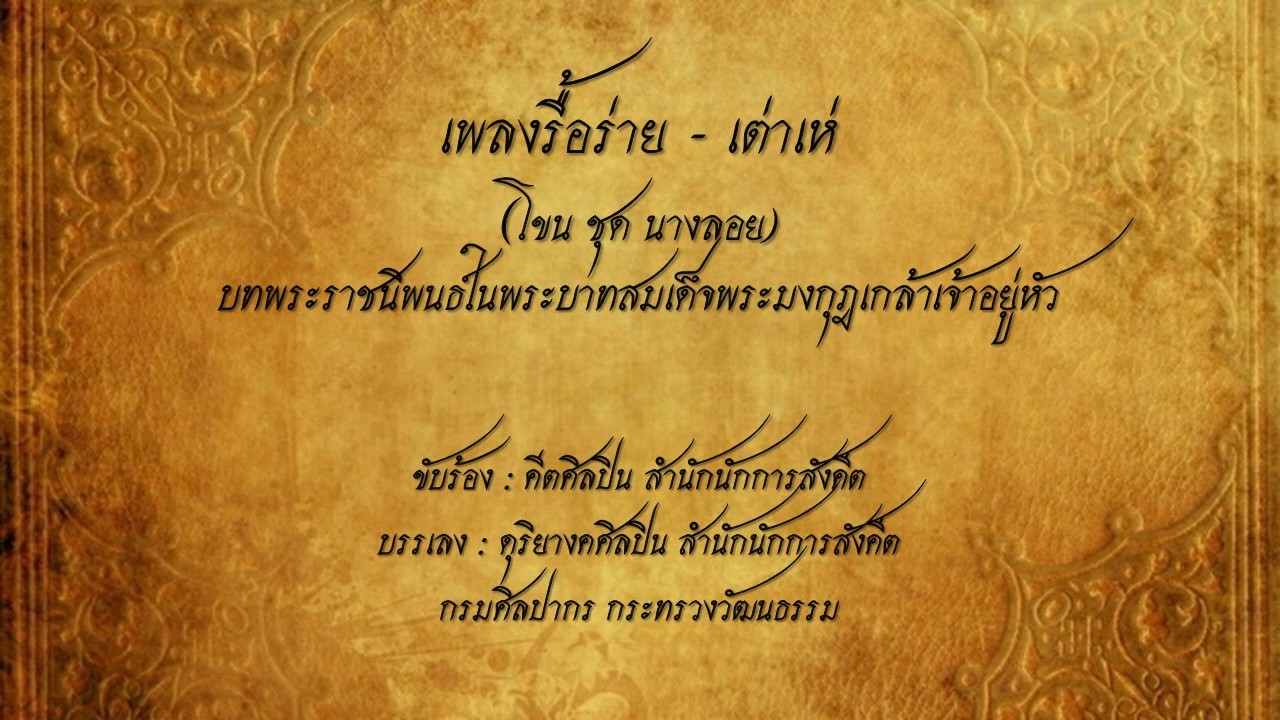 เพลงรื้อร่าย - เต่าเห่
(โขน ชุด นางลอย)
บทพระราชนิพนธ์ในพระบาทสมเด็จพระมงกุฎเกล้าเจ้าอยู่หัว
ขับร้อง : คีตศิลปิน สำนักนักการสังคีต
บรรเลง : ดุริยางคศิลปิน สำนักนักการสังคีต
กรมศิลปากร กระทรวงวัฒนธรรม